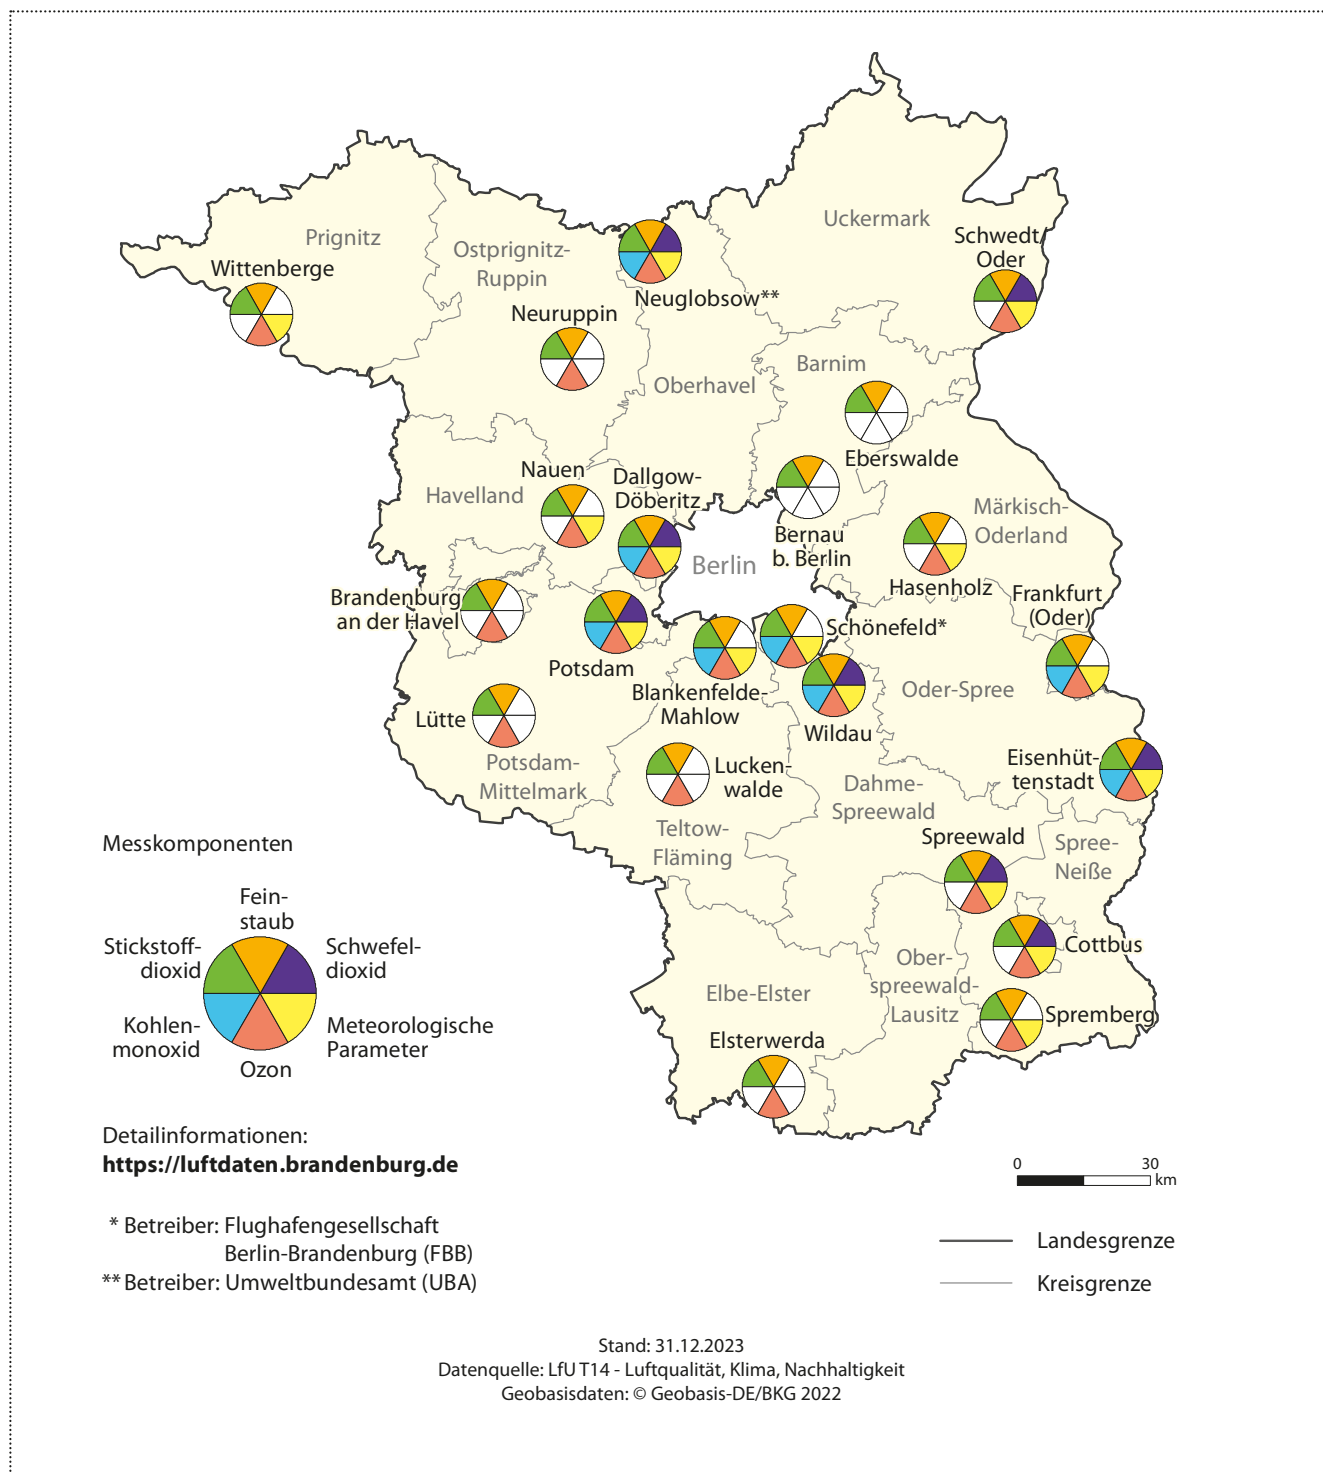 Uckermark
Prignitz
Schwedt/
Oder
Ostprignitz-
Ruppin
Wittenberge
Neuglobsow**
Neuruppin
Barnim
Oberhavel
Eberswalde
Nauen
Dallgow-
Döberitz
Havelland
Märkisch-
Oderland
Bernau
b. Berlin
Berlin
Hasenholz
Frankfurt
(Oder)
Brandenburg
an der Havel
Schönefeld*
Potsdam
Blankenfelde-
Mahlow
Oder-Spree
Lütte
Wildau
Potsdam-
Mittelmark
Lucken-
walde
Eisenhüt-
tenstadt
Dahme-
Spreewald
Teltow-
Fläming
Spreewald
Spree-
Neiße
Cottbus
Ober-
spreewald-
Lausitz
Elbe-Elster
Spremberg
Elsterwerda
Messkomponenten
Fein-
staub
Stickstoff-
dioxid
Schwefel-
dioxid
Kohlen-
monoxid
Meteorologische
Parameter
Ozon
Detailinformationen:
https://luftdaten.brandenburg.de
* Betreiber: Flughafengesellschaft
Berlin-Brandenburg (FBB)
** Betreiber: Umweltbundesamt (UBA)
0 30
km
Landesgrenze
Kreisgrenze
Stand: 31.12.2023
Datenquelle: LfU T14 - Luftqualität, Klima, Nachhaltigkeit
Geobasisdaten: © Geobasis-DE/BKG 2022